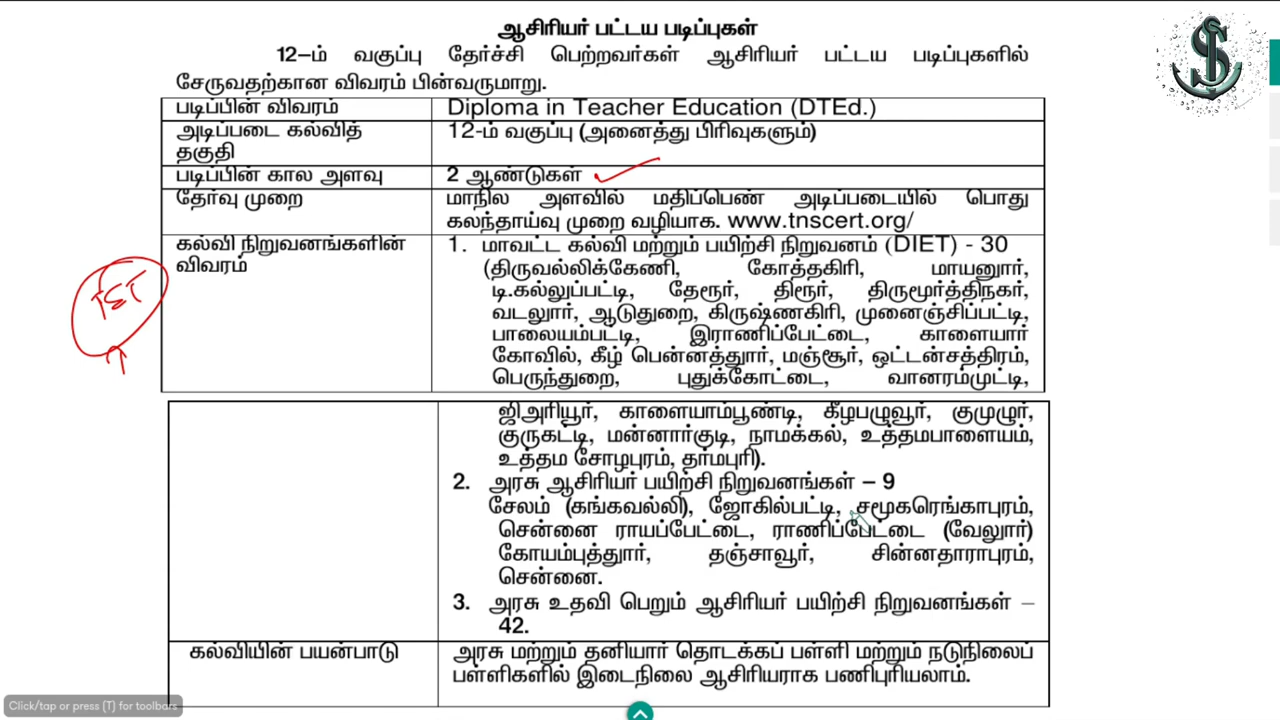 ஆசிரியர் பட்டய படிப்புகள்
12–ம் வகுப்பு தேர்ச்சி பெற்றவர்கள் ஆசிரியர் பட்டய படிப்புகளில்
சேருவதற்கான விவரம் பின்வருமாறு.
படிப்பின் விவரம் Diploma in Teacher Education (DTEd.)
அடிப்படை கல்வித் 12-ம் வகுப்பு (அனைத்து பிரிவுகளும்)
தகுதி
படிப்பின் கால அளவு 2 ஆண்டுகள்
தேர்வு முறை மாநில அளவில் மதிப்பெண் அடிப்படையில் பொது
கலந்தாய்வு முறை வழியாக. www.tnscert.org/
கல்வி நிறுவனங்களின் 1. மாவட்ட கல்வி மற்றும் பயிற்சி நிறுவனம் (DIET) - 30
விவரம் (திருவல்லிக்கேணி, கோத்தகிரி, மாயனூர்,
TET
டி.கல்லுப்பட்டி, தேரூர், திரூர், திருமூர்த்திநகர்,
வடலூர், ஆடுதுறை, கிருஷ்ணகிரி, முனைஞ்சிப்பட்டி,
பாலையம்பட்டி, இராணிப்பேட்டை, காளையார்
கோவில், கீழ் பென்னத்தூர், மஞ்சூர், ஒட்டன்சத்திரம்,
பெருந்துறை, புதுக்கோட்டை, வானரம்முட்டி,
ஜிஅரியூர், காளையாம்பூண்டி, கீழபழுவூர், குமுழூர்,
குருகட்டி, மன்னார்குடி, நாமக்கல், உத்தமபாளையம்,
உத்தம சோழபுரம், தர்மபுரி).
2. அரசு ஆசிரியர் பயிற்சி நிறுவனங்கள் – 9
சேலம் (கங்கவல்லி), ஜோகில்பட்டி, சமூகரெங்காபுரம்,
சென்னை ராயப்பேட்டை, ராணிப்பேட்டை (வேலூர்)
கோயம்புத்தூர், தஞ்சாவூர், சின்னதாராபுரம்,
சென்னை.
3. அரசு உதவி பெறும் ஆசிரியர் பயிற்சி நிறுவனங்கள் –
42.
கல்வியின் பயன்பாடு அரசு மற்றும் தனியார் தொடக்கப் பள்ளி மற்றும் நடுநிலைப்
பள்ளிகளில் இடைநிலை ஆசிரியராக பணிபுரியலாம்.
Click/tap or press (T) for toolbars